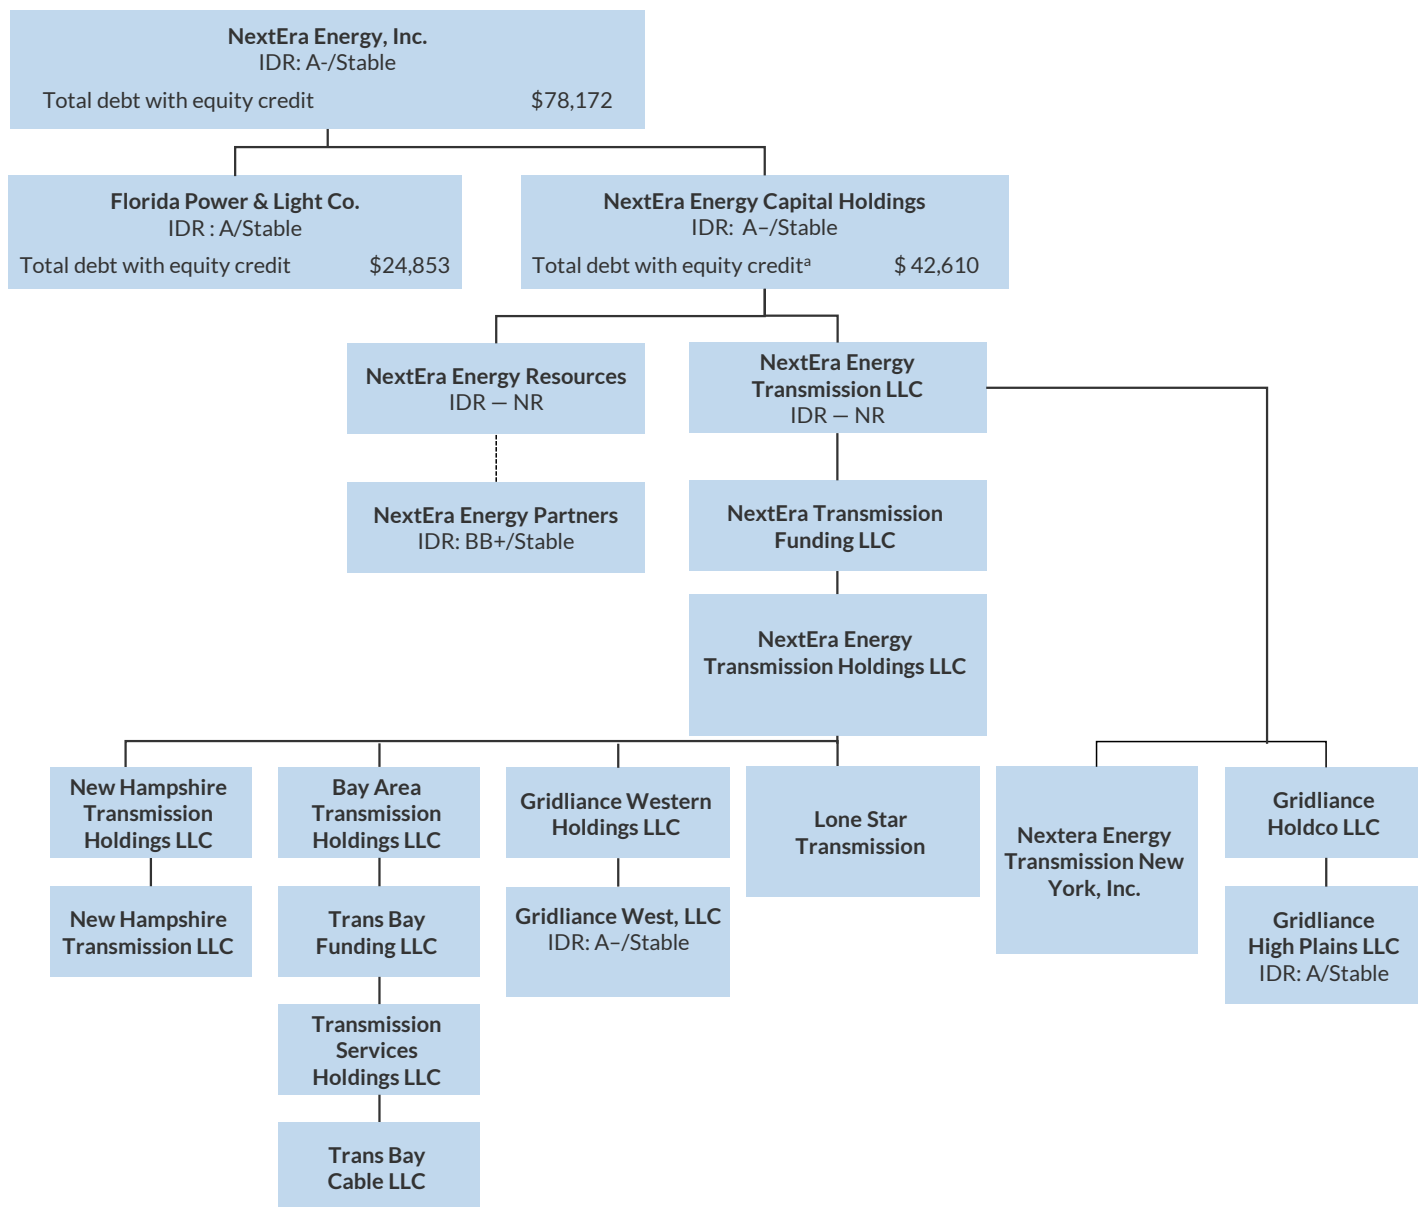 NextEra Energy, Inc.
IDR: A-/Stable
Total debt with equity credit $78,172
Florida Power & Light Co.
IDR : A/Stable
Total debt with equity credit $24,853
NextEra Energy Capital Holdings
IDR: A–/Stable
Total debt with equity creditᵃ $ 42,610
NextEra Energy Resources
IDR — NR
NextEra Energy
Transmission LLC
IDR — NR
NextEra Energy Partners
IDR: BB+/Stable
NextEra Transmission
Funding LLC
NextEra Energy
Transmission Holdings LLC
New Hampshire
Transmission
Holdings LLC
Bay Area
Transmission
Holdings LLC
Gridliance Western
Holdings LLC
Lone Star
Transmission
Nextera Energy
Transmission New
York, Inc.
Gridliance
Holdco LLC
New Hampshire
Transmission LLC
Trans Bay
Funding LLC
Gridliance West, LLC
IDR: A–/Stable
Gridliance
High Plains LLC
IDR: A/Stable
Transmission
Services
Holdings LLC
Trans Bay
Cable LLC